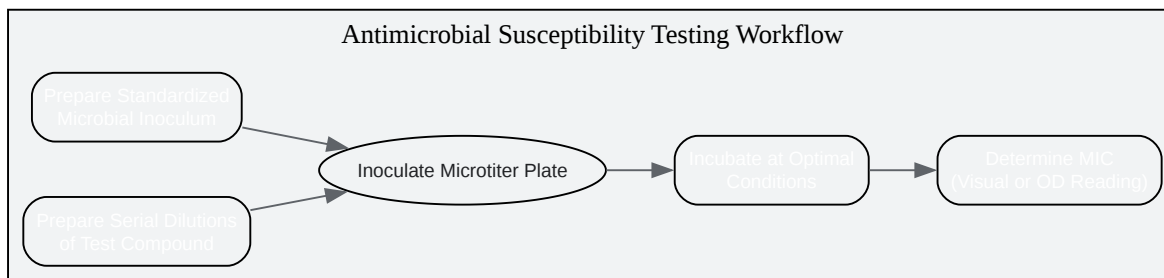 Antimicrobial Susceptibility Testing Workflow
Prepare Standardized
Microbial Inoculum
Prepare Serial Dilutions
of Test Compound
Inoculate Microtiter Plate
Incubate at Optimal
Conditions
Determine MIC
(Visual or OD Reading)